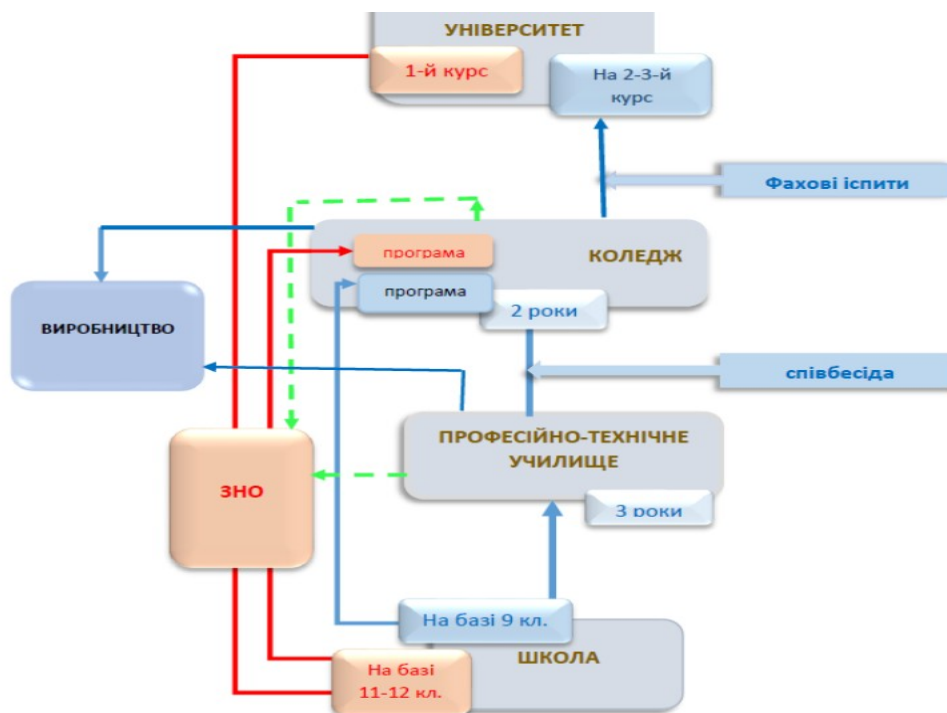 УНІВЕРСИТЕТ
1-й курс
На 2-3-й
курс
Фахові іспити
програма
КОЛЕДЖ
програма
2 роки
ВИРОБНИЦТВО
співбесіда
ПРОФЕСІЙНО-ТЕХНІЧНЕ
УЧИЛИЩЕ
ЗНО
3 роки
На базі 9 кл.
ШКОЛА
На базі
11-12 кл.